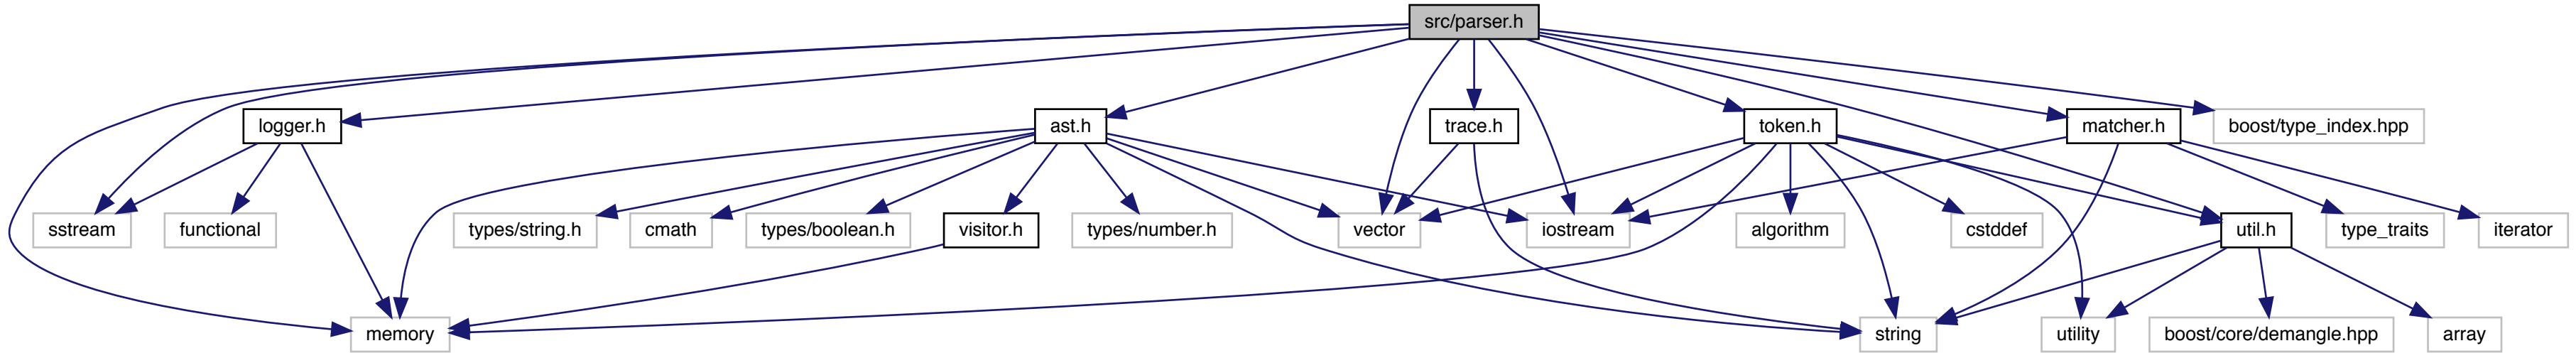 src/parser.h
logger.h
ast.h
trace.h
token.h
matcher.h
boost/type_index.hpp
sstream
functional
types/string.h
cmath
types/boolean.h
visitor.h
types/number.h
vector
iostream
algorithm
cstddef
util.h
type_traits
iterator
memory
string
utility
boost/core/demangle.hpp
array